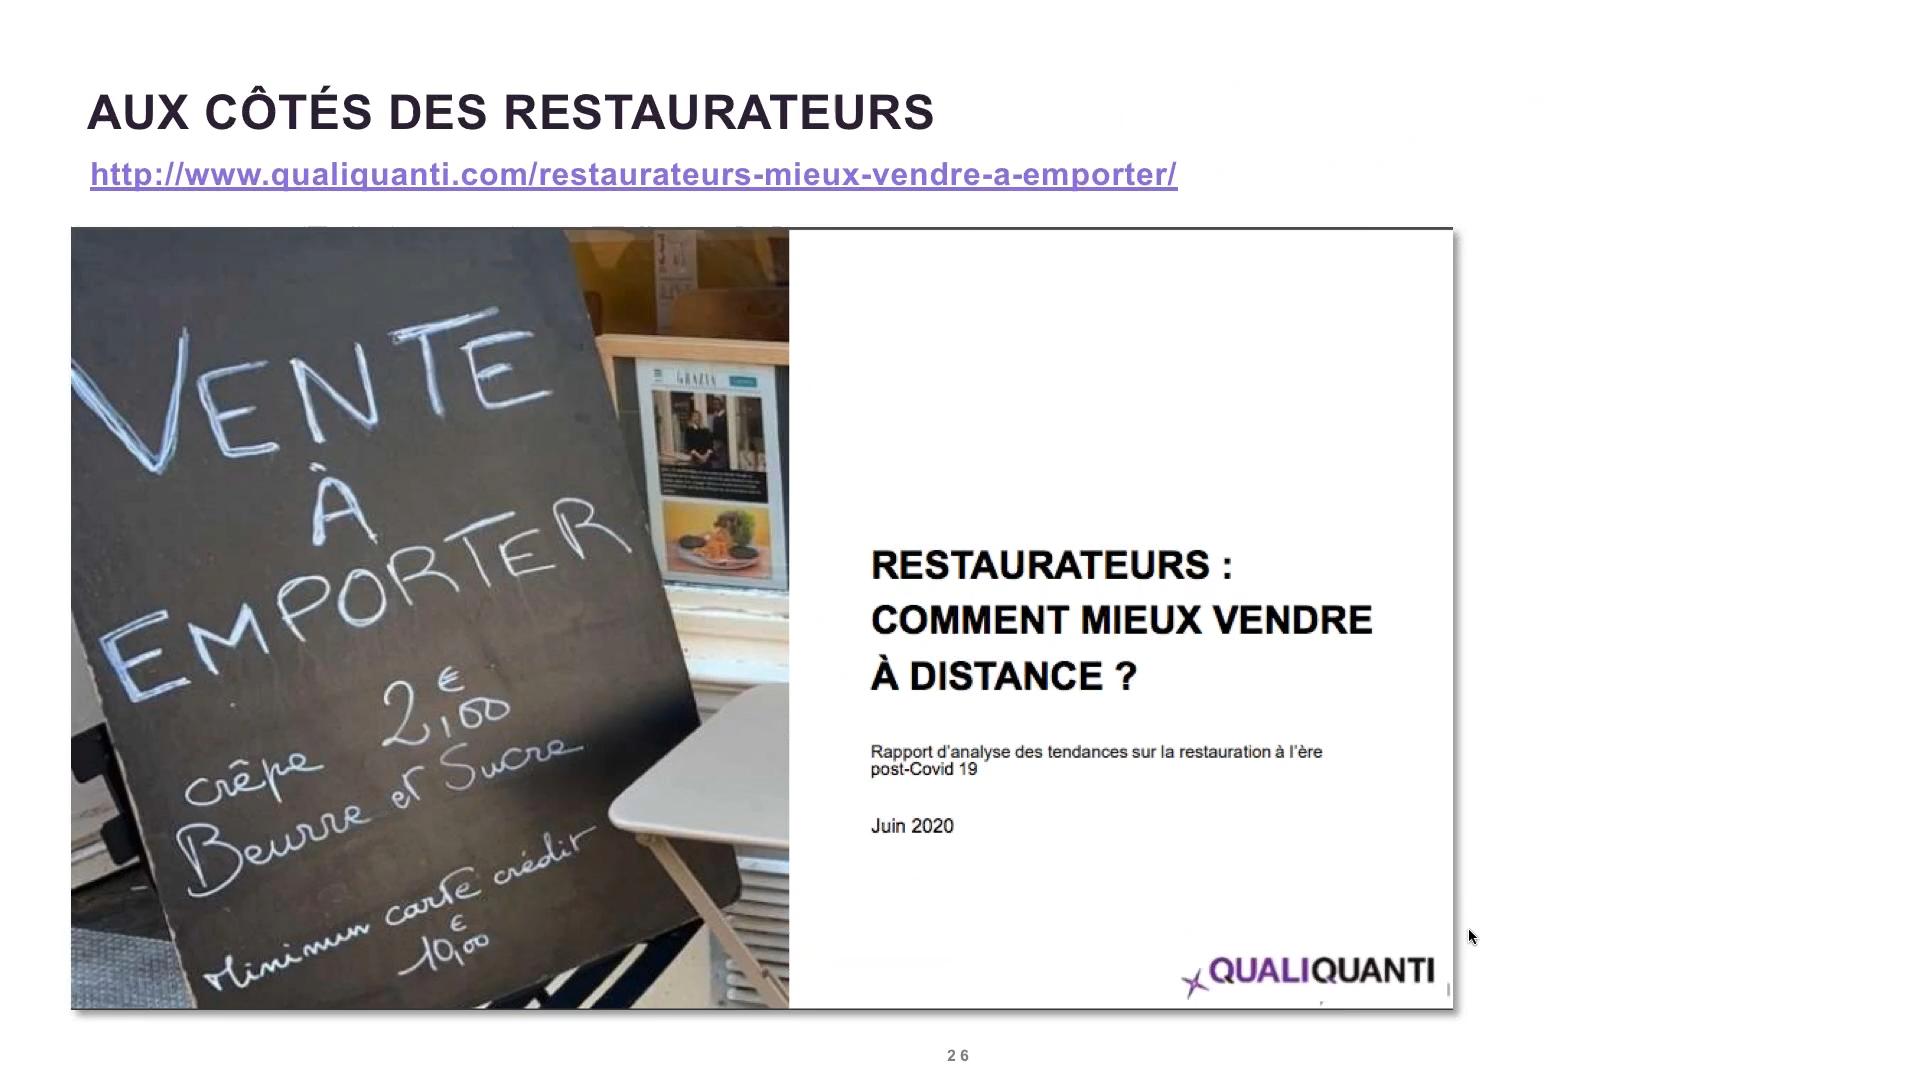 AUX CÔTÉS DES RESTAURATEURS
http://www.qualiquanti.com/restaurateurs-mieux-vendre-a-emporter/
VENTE
À
EMPORTER
crêpe 2,00 €
Beurre et Sucre
Minimun carte crédit
10,00 €
GRAZIA
RESTAURATEURS :
COMMENT MIEUX VENDRE
À DISTANCE ?
Rapport d'analyse des tendances sur la restauration à l'ère
post-Covid 19
Juin 2020
QUALIQUANTI
26